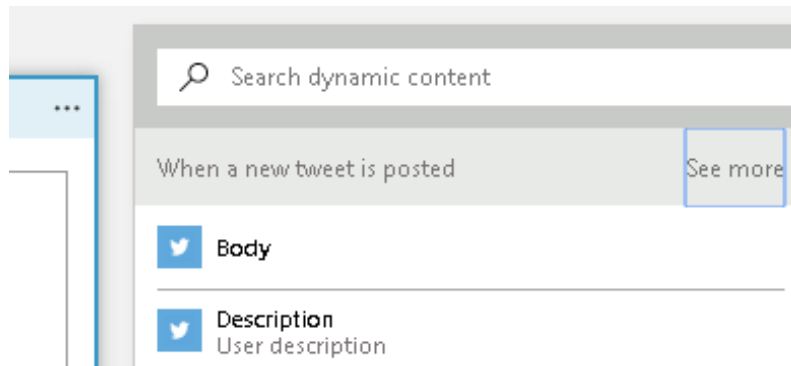 Search dynamic content
...
When a new tweet is posted See more
Body
Description
User description